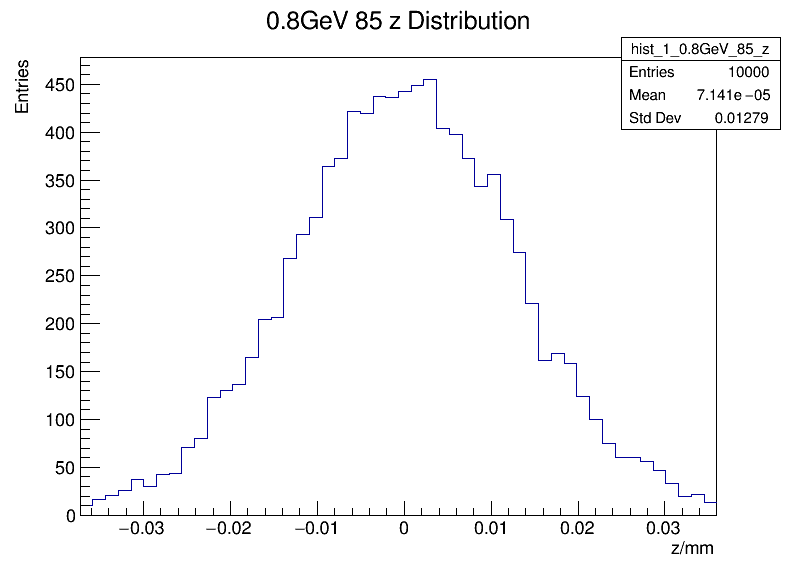 0.8GeV 85 z Distribution
hist_1_0.8GeV_85_z
Entries 10000
Mean 7.141e−05
Std Dev 0.01279
Entries
450
400
350
300
250
200
150
100
50
0
−0.03 −0.02 −0.01 0 0.01 0.02 0.03
z/mm